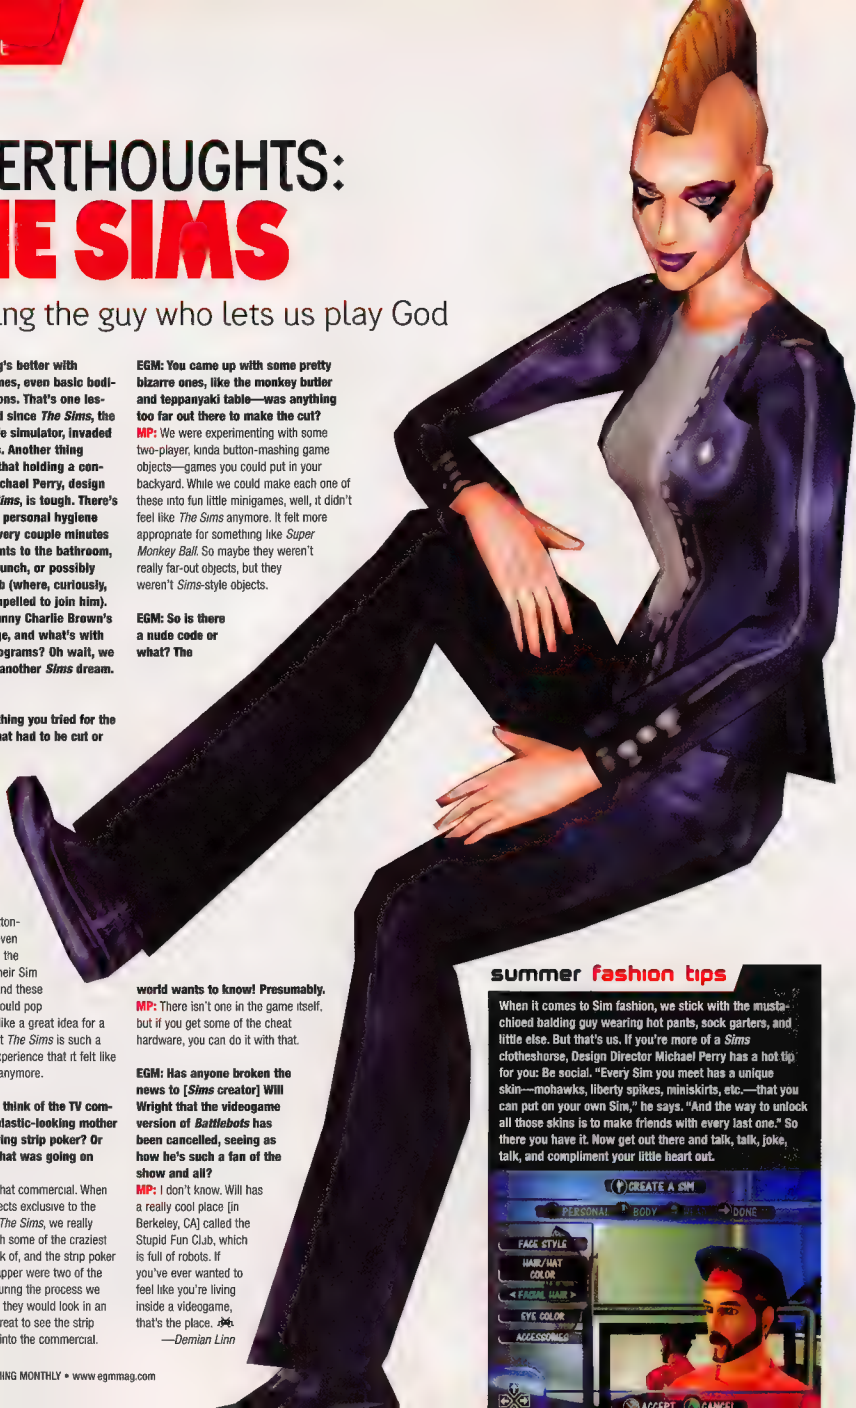 t
ERTHOUGHTS:
HE SIMS
ing the guy who lets us play God
g's better with
nes, even basic bodi-
ons. That's one les-
d since The Sims, the
e simulator, invaded
s. Another thing
that holding a con-
chael Perry, design
Sims, is tough. There's
personal hygiene
very couple minutes
nts to the bathroom,
unch, or possibly
b (where, curiously,
npelled to join him).
unny Charlie Brown's
ge, and what's with
ograms? Oh wait, we
another Sims dream.
thing you tried for the
hat had to be cut or
tton-
ven
the
heir Sim
nd these
ould pop
like a great idea for a
t The Sims is such a
xperience that it felt like
anymore.
think of the TV com-
plastic-looking mother
ying strip poker? Or
hat was going on
hat commercial. When
ects exclusive to the
The Sims, we really
h some of the craziest
k of, and the strip poker
apper were two of the
uring the process we
they would look in an
reat to see the strip
into the commercial.
EGM: You came up with some pretty
bizarre ones, like the monkey butler
and teppanyaki table—was anything
too far out there to make the cut?
MP: We were experimenting with some
two-player, kinda button-mashing game
objects—games you could put in your
backyard. While we could make each one of
these into fun little minigames, well, it didn't
feel like The Sims anymore. It felt more
appropriate for something like Super
Monkey Ball. So maybe they weren't
really far-out objects, but they
weren't Sims-style objects.
EGM: So is there
a nude code or
what? The
world wants to know! Presumably.
MP: There isn't one in the game itself,
but if you get some of the cheat
hardware, you can do it with that.
EGM: Has anyone broken the
news to [Sims creator] Will
Wright that the videogame
version of Battlebots has
been cancelled, seeing as
how he's such a fan of the
show and all?
MP: I don't know. Will has
a really cool place [in
Berkeley, CA] called the
Stupid Fun Club, which
is full of robots. If
you've ever wanted to
feel like you're living
inside a videogame,
that's the place.
—Demian Linn
summer fashion tips
When it comes to Sim fashion, we stick with the musta-
chioed balding guy wearing hot pants, sock garters, and
little else. But that's us. If you're more of a Sims
clotheshorse, Design Director Michael Perry has a hot tip
for you: Be social. "Every Sim you meet has a unique
skin—mohawks, liberty spikes, miniskirts, etc.—that you
can put on your own Sim," he says. "And the way to unlock
all those skins is to make friends with every last one." So
there you have it. Now get out there and talk, talk, joke,
talk, and compliment your little heart out.
CREATE A SIM
PERSONAL BODY HEAD DONE
FACE STYLE
HAIR/HAT
COLOR
FACIAL HAIR
EYE COLOR
ACCESSORIES
ACCEPT CANCEL
HING MONTHLY • www.egmmag.com